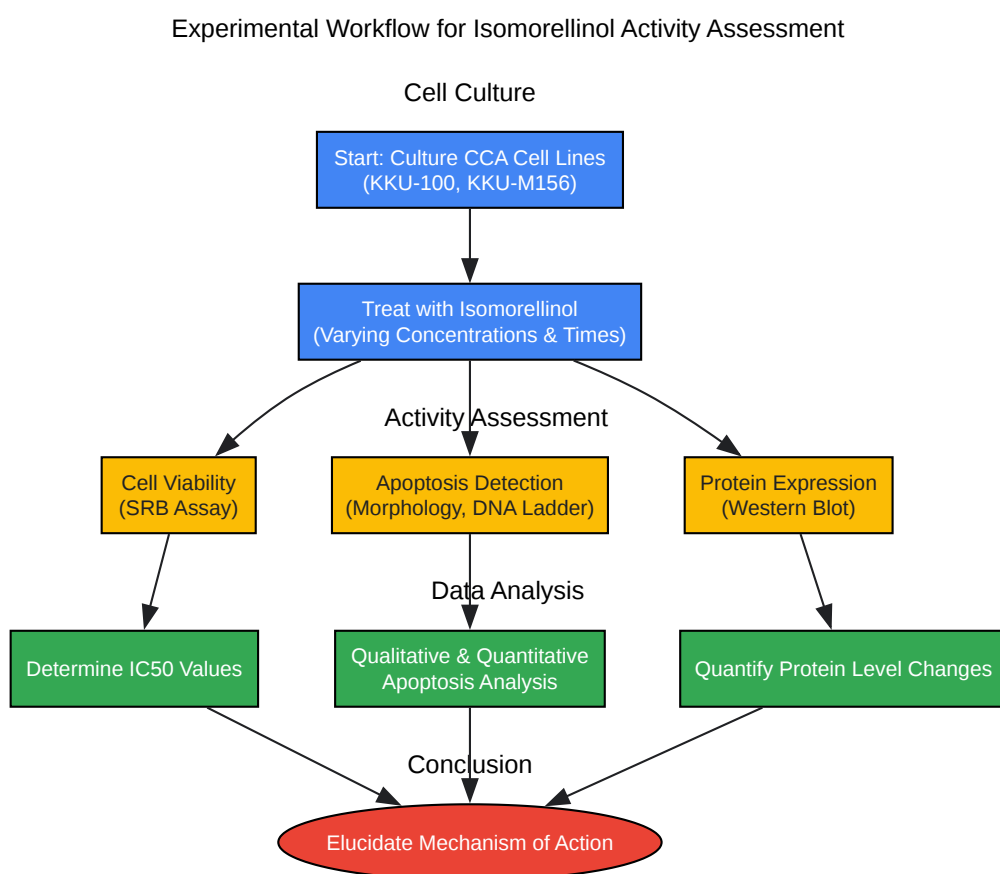 Experimental Workflow for Isomorellinol Activity Assessment
Cell Culture
Start: Culture CCA Cell Lines
(KKU-100, KKU-M156)
Treat with Isomorellinol
(Varying Concentrations & Times)
Activity Assessment
Cell Viability
(SRB Assay)
Apoptosis Detection
(Morphology, DNA Ladder)
Protein Expression
(Western Blot)
Data Analysis
Determine IC50 Values
Qualitative & Quantitative
Apoptosis Analysis
Quantify Protein Level Changes
Conclusion
Elucidate Mechanism of Action